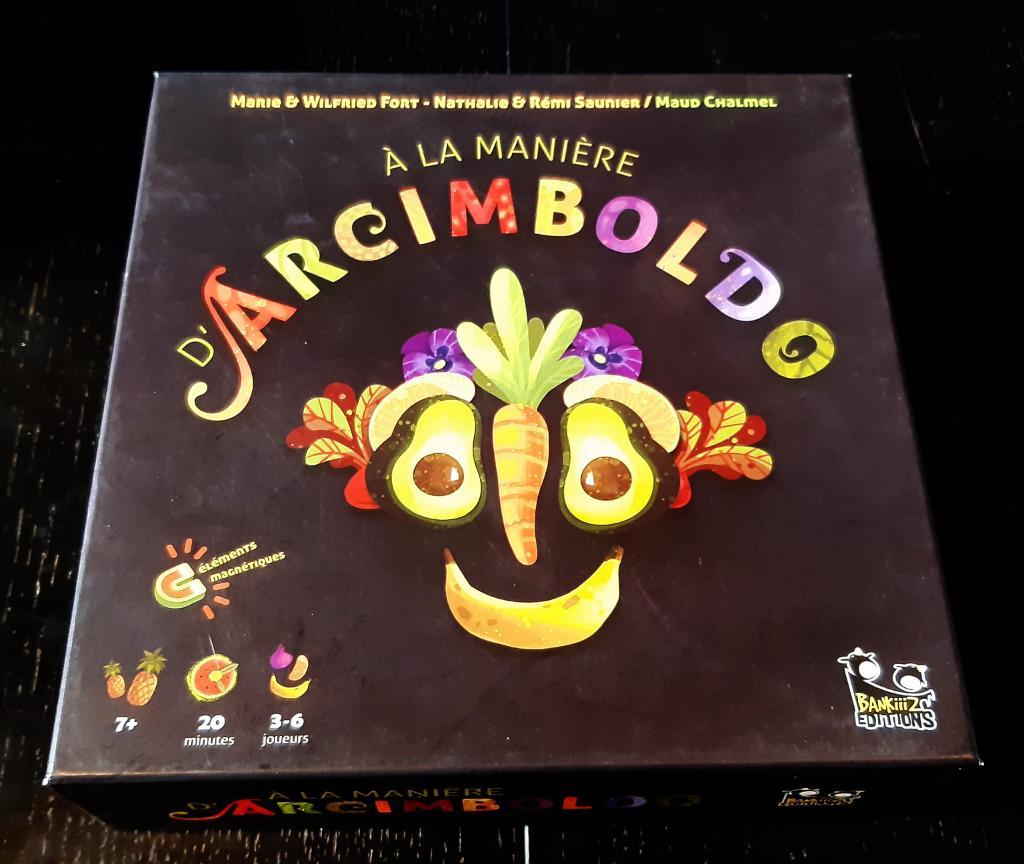 Marie & Wilfried Fort - Nathalie & Rémi Saunier / Maud Chalmel
À LA MANIÈRE
D'ARCIMBOLDO
éléments
magnétiques
7+
20
minutes
3-6
joueurs
BANKiiiZ
EDITIONS
À LA MANIÈRE
D'ARCIMBOLDO